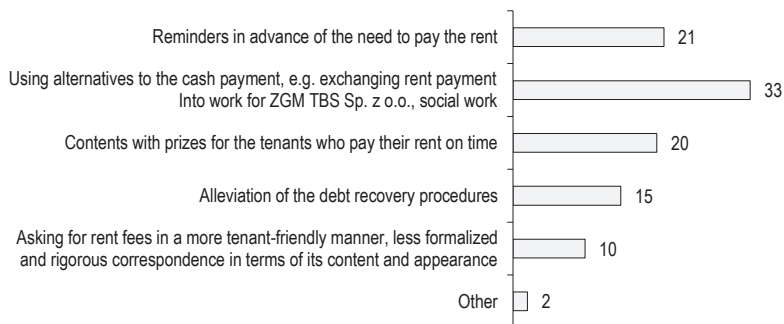 Reminders in advance of the need to pay the rent 21
Using alternatives to the cash payment, e.g. exchanging rent payment
Into work for ZGM TBS Sp. z o.o., social work 33
Contents with prizes for the tenants who pay their rent on time 20
Alleviation of the debt recovery procedures 15
Asking for rent fees in a more tenant-friendly manner, less formalized
and rigorous correspondence in terms of its content and appearance 10
Other 2